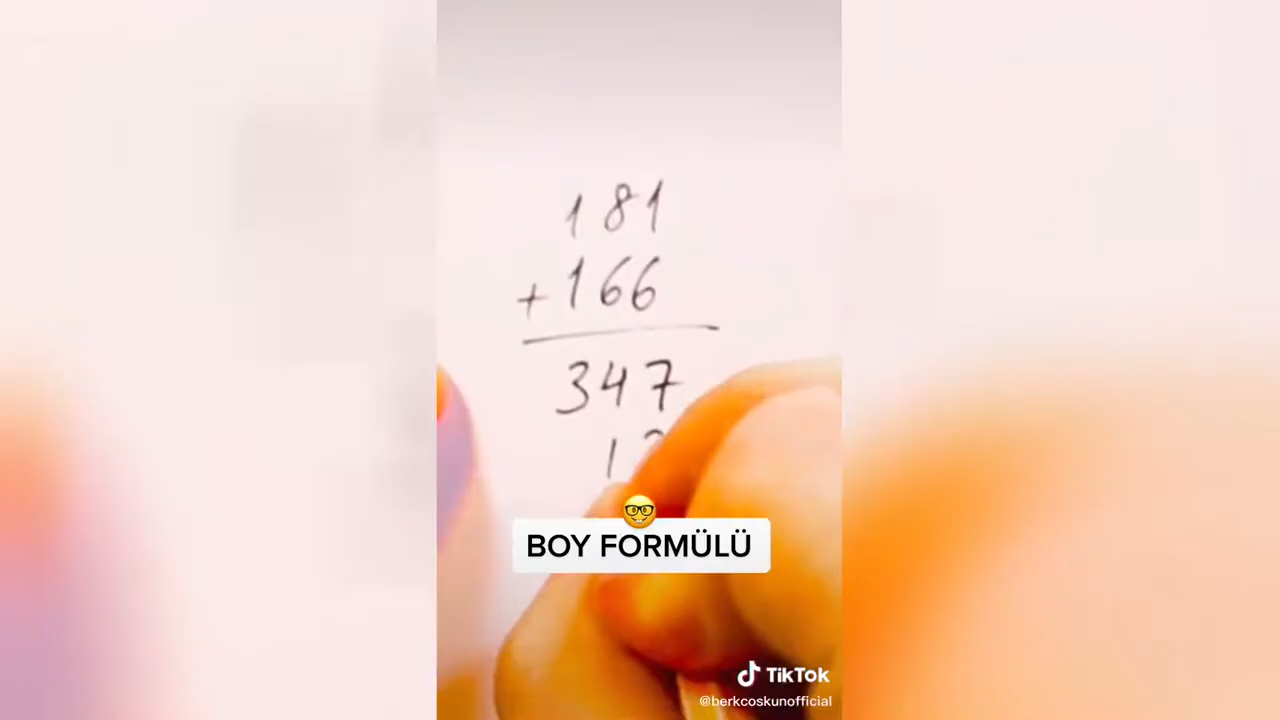 181
+ 166
347
BOY FORMÜLÜ
TikTok
@berkcoskunofficial